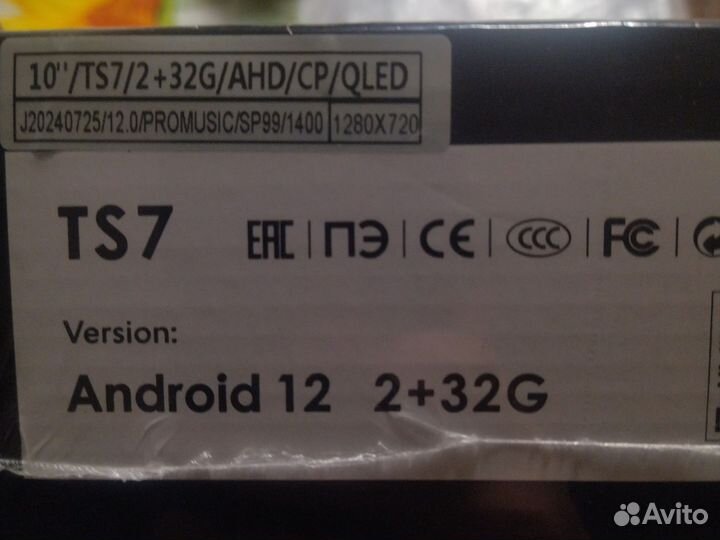 10''/TS7/2+32G/AHD/CP/QLED
J20240725/12.0/PROMUSIC/SP99/1400 1280X720
TS7 EAC ПЭ CE CCC FC
Version:
Android 12 2+32G
Avito